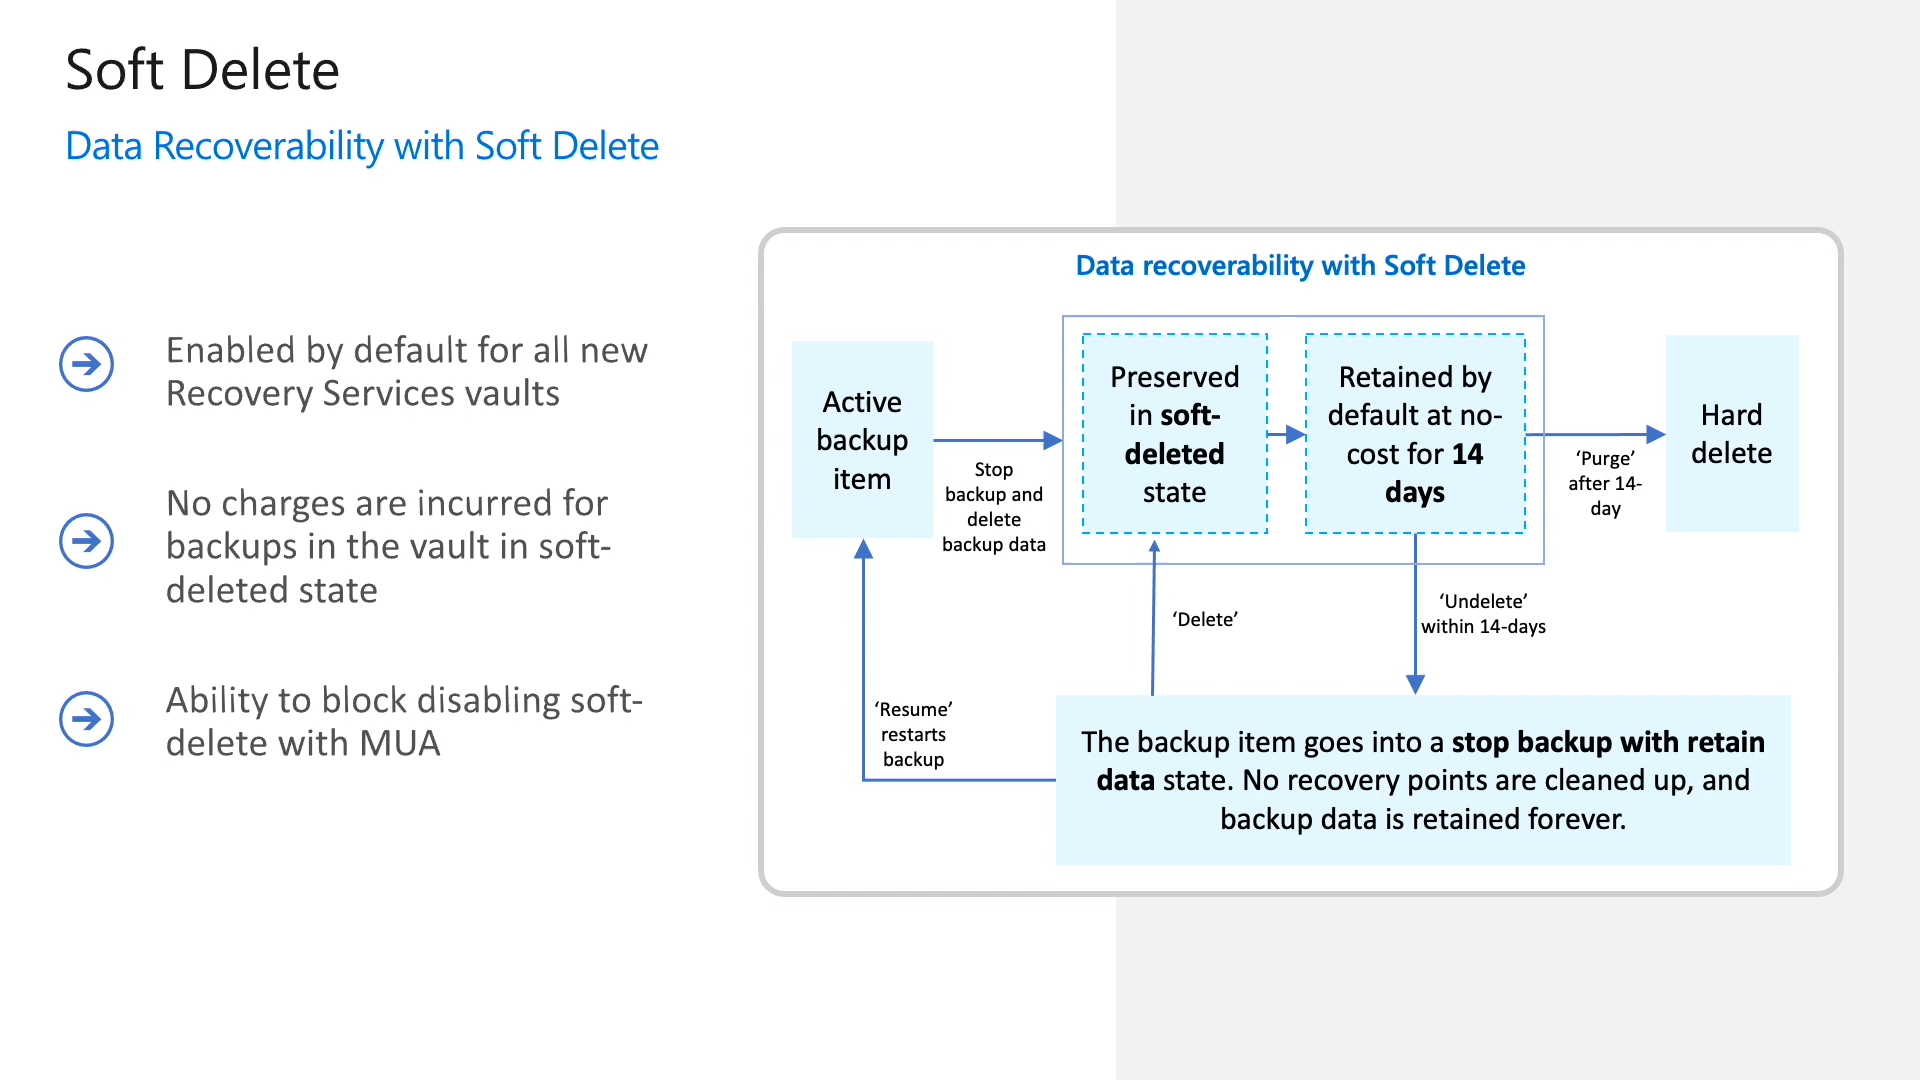 Soft Delete
Data Recoverability with Soft Delete
Enabled by default for all new
Recovery Services vaults
No charges are incurred for
backups in the vault in soft-
deleted state
Ability to block disabling soft-
delete with MUA
Data recoverability with Soft Delete
Active
backup
item
Stop
backup and
delete
backup data
Preserved
in soft-
deleted
state
Retained by
default at no-
cost for 14
days
‘Purge’
after 14-
day
Hard
delete
‘Delete’
‘Undelete’
within 14-days
‘Resume’
restarts
backup
The backup item goes into a stop backup with retain
data state. No recovery points are cleaned up, and
backup data is retained forever.